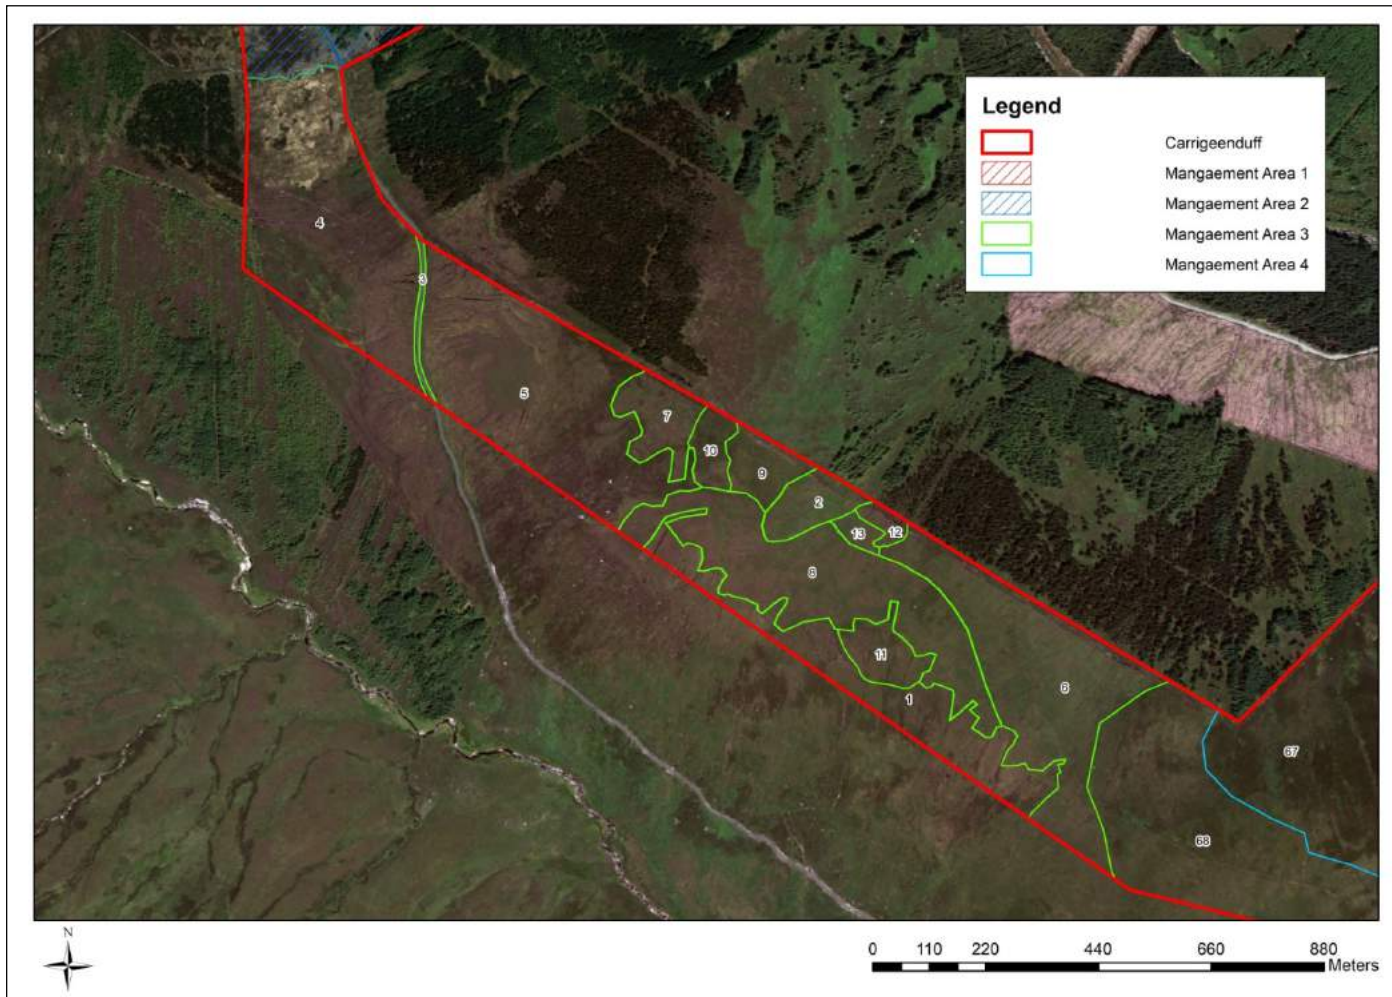 Legend
Carrigeenduff
Mangaement Area 1
Mangaement Area 2
Mangaement Area 3
Mangaement Area 4
4
3
5
7
10
9
2
13
12
8
11
6
1
67
68
N
0 110 220 440 660 880
Meters